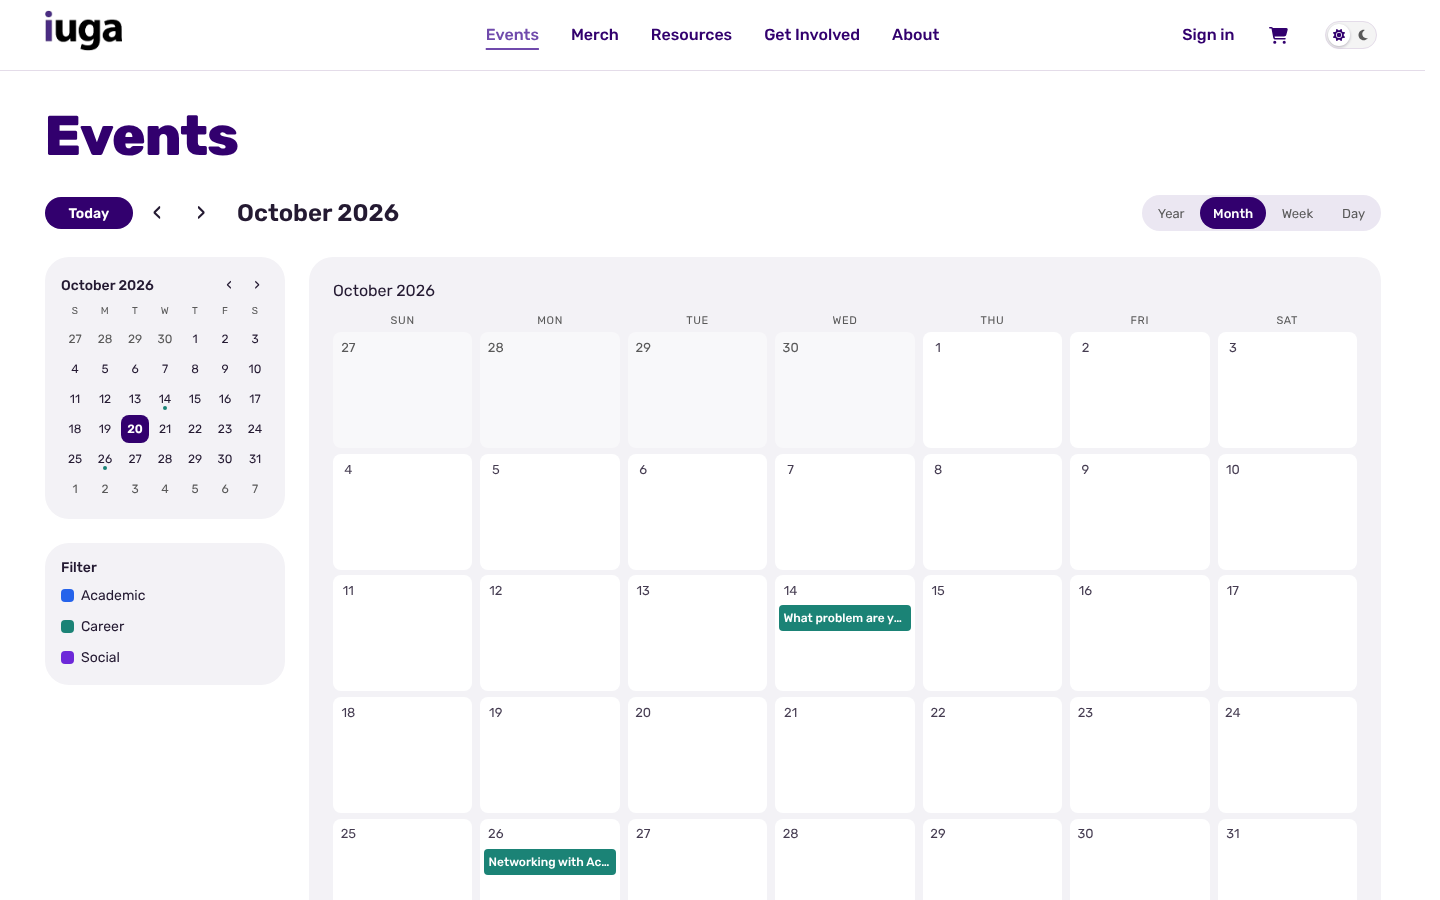 iuga
Events Merch Resources Get Involved About
Sign in
Events
Today
October 2026
Year Month Week Day
October 2026
S M T W T F S
27 28 29 30 1 2 3
4 5 6 7 8 9 10
11 12 13 14 15 16 17
18 19 20 21 22 23 24
25 26 27 28 29 30 31
1 2 3 4 5 6 7
Filter
Academic
Career
Social
October 2026
SUN MON TUE WED THU FRI SAT
27 28 29 30 1 2 3
4 5 6 7 8 9 10
11 12 13 14 15 16 17
What problem are y...
18 19 20 21 22 23 24
25 26 27 28 29 30 31
Networking with Ac...